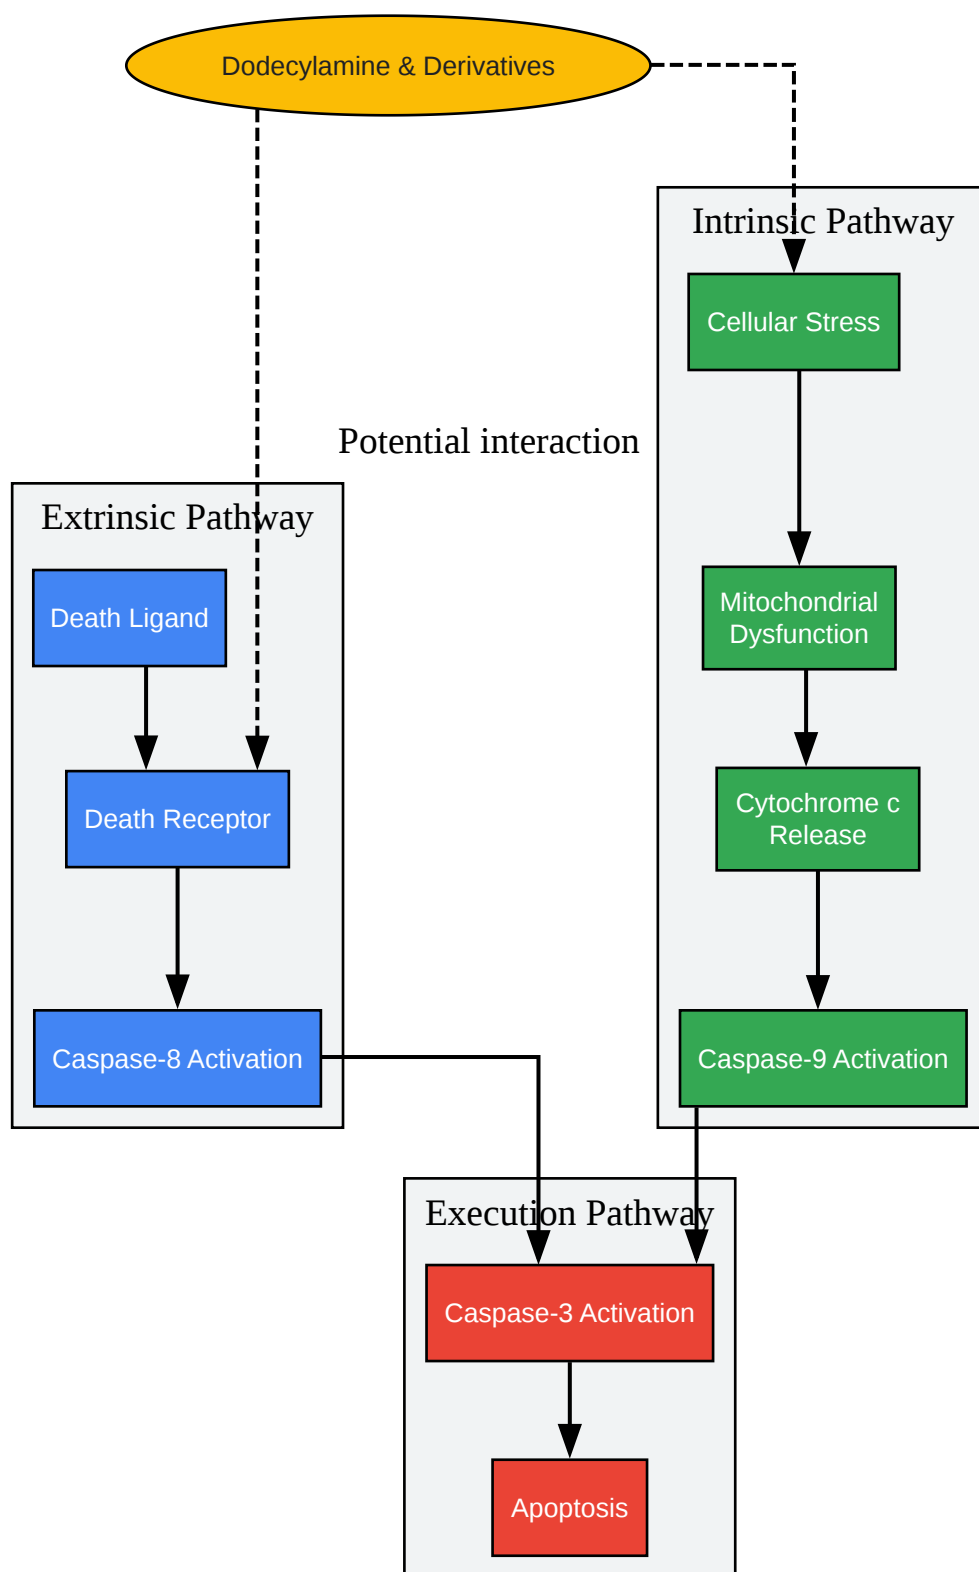 Dodecylamine & Derivatives
Intrinsic Pathway
Cellular Stress
Potential interaction
Extrinsic Pathway
Death Ligand
Mitochondrial
Dysfunction
Death Receptor
Cytochrome c
Release
Caspase-8 Activation
Caspase-9 Activation
Execution Pathway
Caspase-3 Activation
Apoptosis